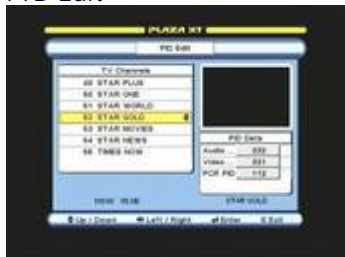 PID Edit
PLAZA XT
PID Edit
TV Channels
49 STAR PLUS
50 STAR ONE
51 STAR WORLD
52 STAR GOLD
53 STAR MOVIES
54 STAR NEWS
55 TIMES NOW
PID Data
Audio
Video
PCR PID
STAR GOLD
Up / Down Left / Right Enter Exit